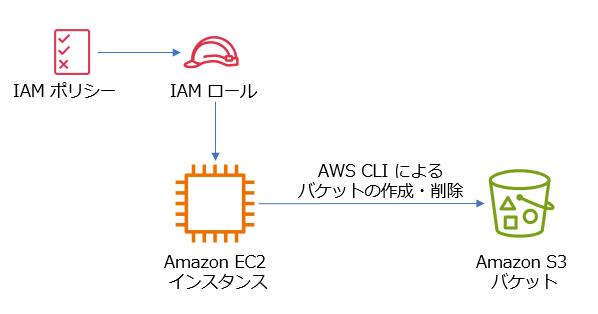 IAM ポリシー
IAM ロール
AWS CLI による
バケットの作成・削除
Amazon EC2
インスタンス
Amazon S3
バケット